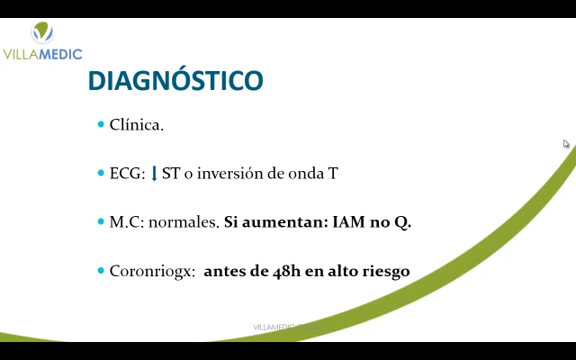 VILLAMEDIC
DIAGNÓSTICO
• Clínica.
• ECG: ↓ ST o inversión de onda T
• M.C: normales. Si aumentan: IAM no Q.
• Coronriogx: antes de 48h en alto riesgo
VILLAMEDIC